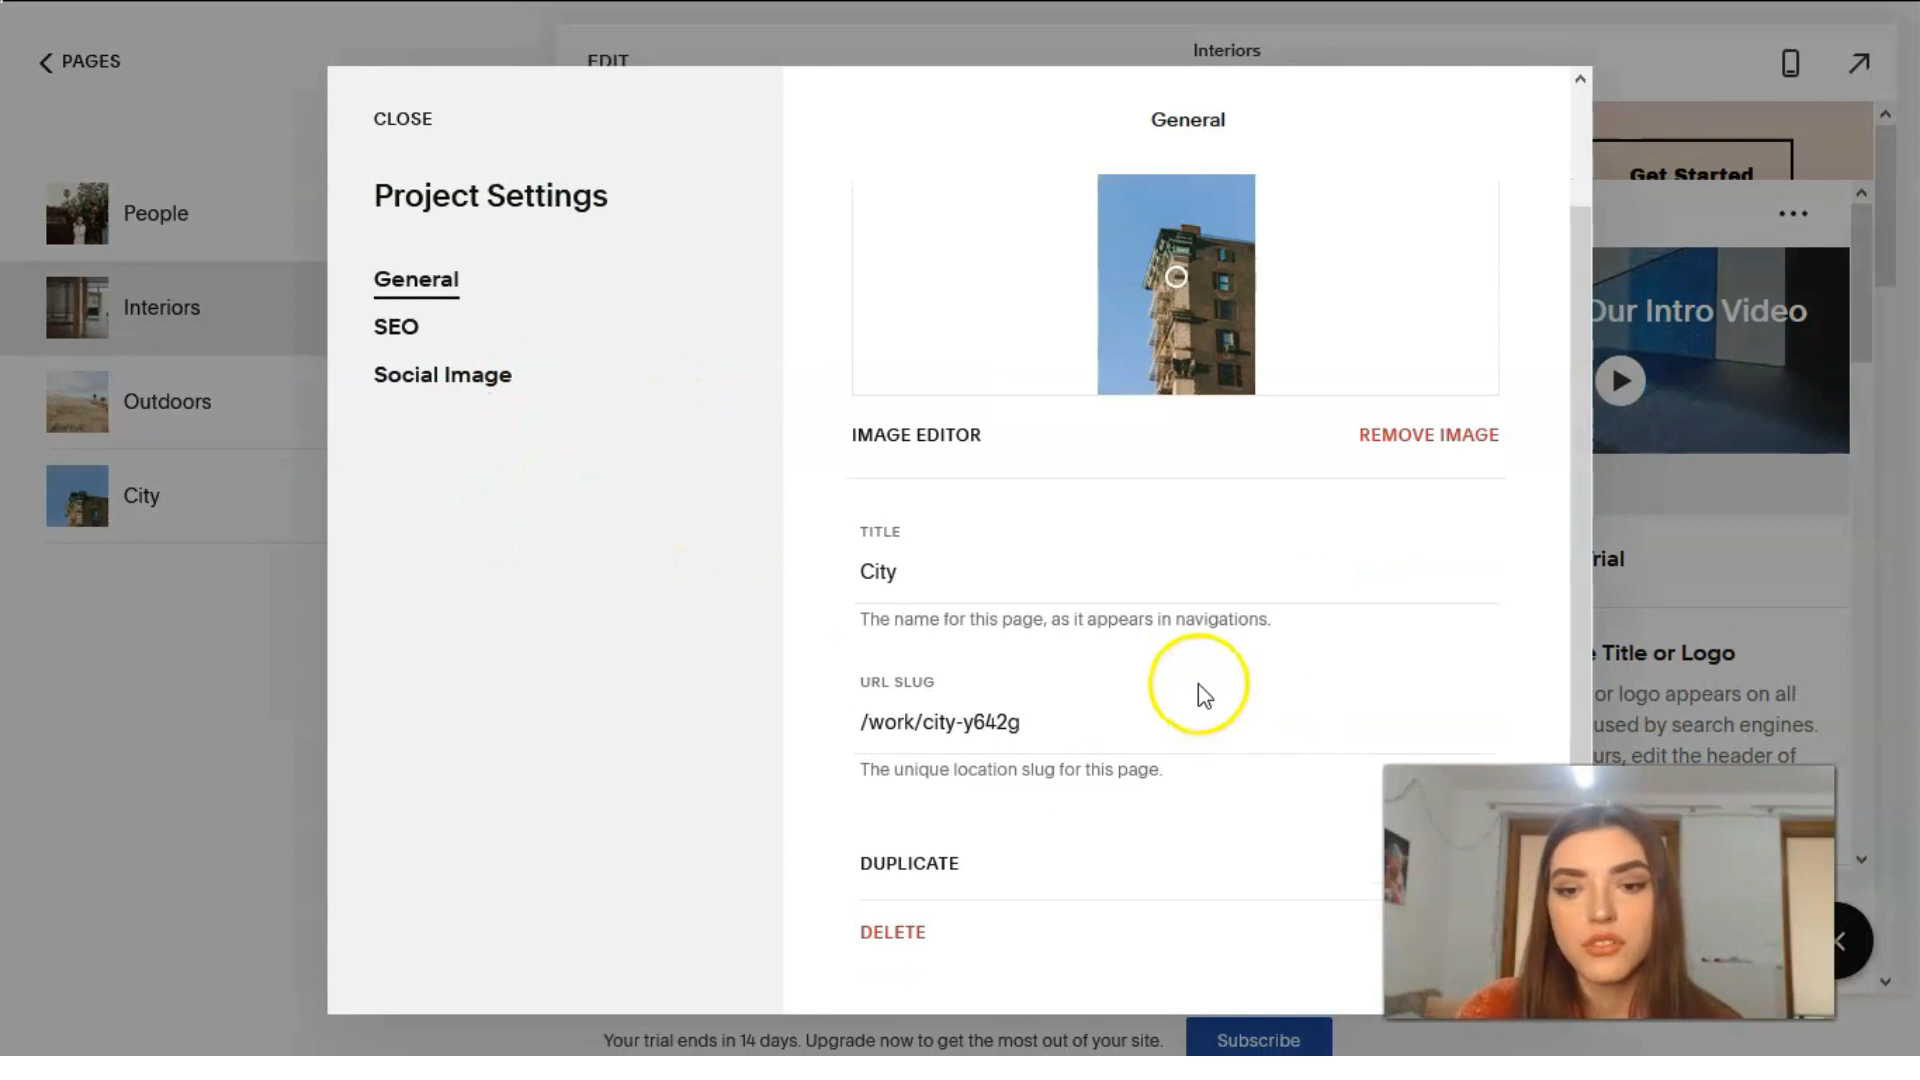 PAGES
EDIT
Interiors
People
Interiors
Outdoors
City
CLOSE
Project Settings
General
SEO
Social Image
General
IMAGE EDITOR
REMOVE IMAGE
TITLE
City
The name for this page, as it appears in navigations.
URL SLUG
/work/city-y642g
The unique location slug for this page.
DUPLICATE
DELETE
Get Started
Our Intro Video
Title or Logo
or logo appears on all
used by search engines.
edit the header of
Your trial ends in 14 days. Upgrade now to get the most out of your site.
Subscribe